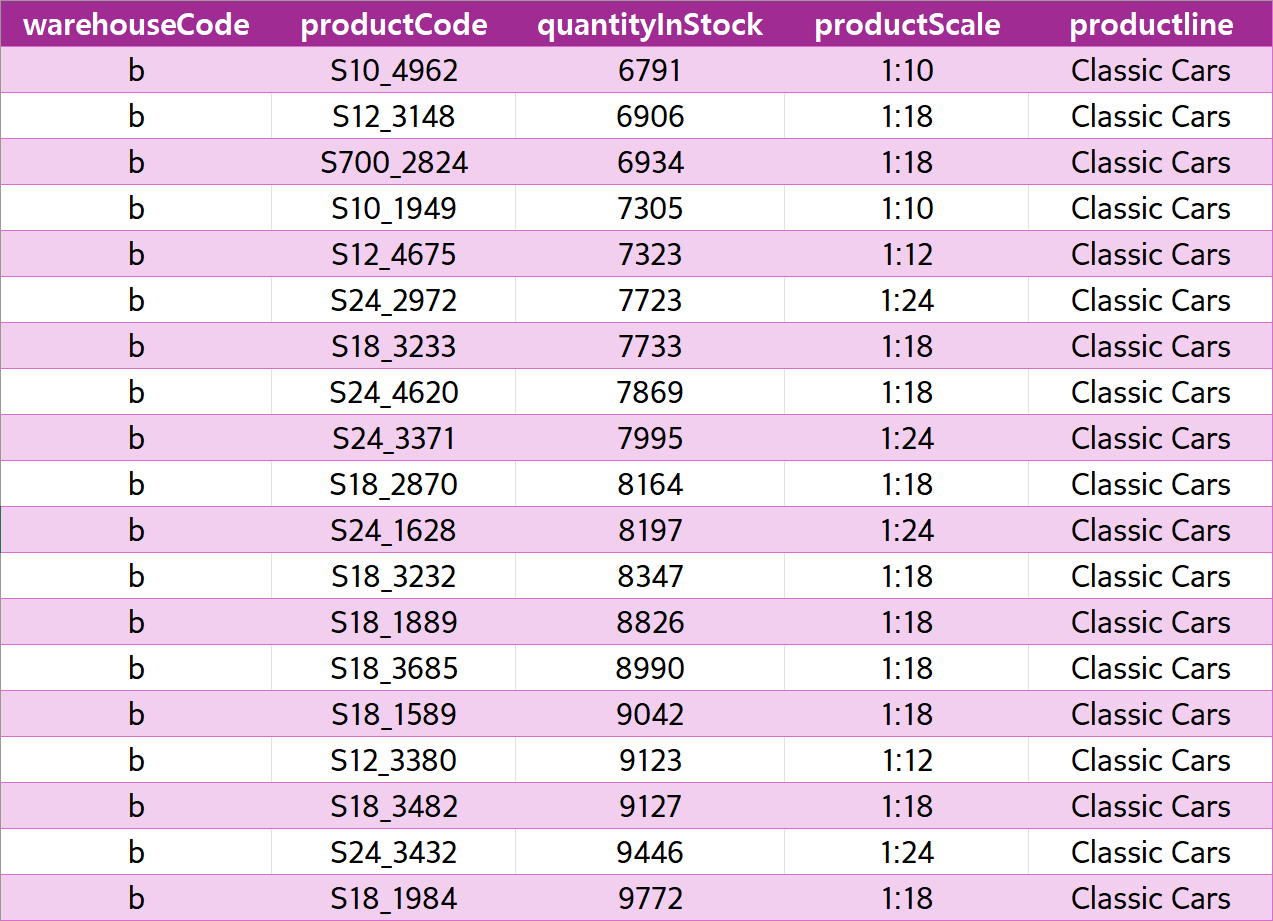 warehouseCode productCode quantityInStock productScale productline
b S10_4962 6791 1:10 Classic Cars
b S12_3148 6906 1:18 Classic Cars
b S700_2824 6934 1:18 Classic Cars
b S10_1949 7305 1:10 Classic Cars
b S12_4675 7323 1:12 Classic Cars
b S24_2972 7723 1:24 Classic Cars
b S18_3233 7733 1:18 Classic Cars
b S24_4620 7869 1:18 Classic Cars
b S24_3371 7995 1:24 Classic Cars
b S18_2870 8164 1:18 Classic Cars
b S24_1628 8197 1:24 Classic Cars
b S18_3232 8347 1:18 Classic Cars
b S18_1889 8826 1:18 Classic Cars
b S18_3685 8990 1:18 Classic Cars
b S18_1589 9042 1:18 Classic Cars
b S12_3380 9123 1:12 Classic Cars
b S18_3482 9127 1:18 Classic Cars
b S24_3432 9446 1:24 Classic Cars
b S18_1984 9772 1:18 Classic Cars